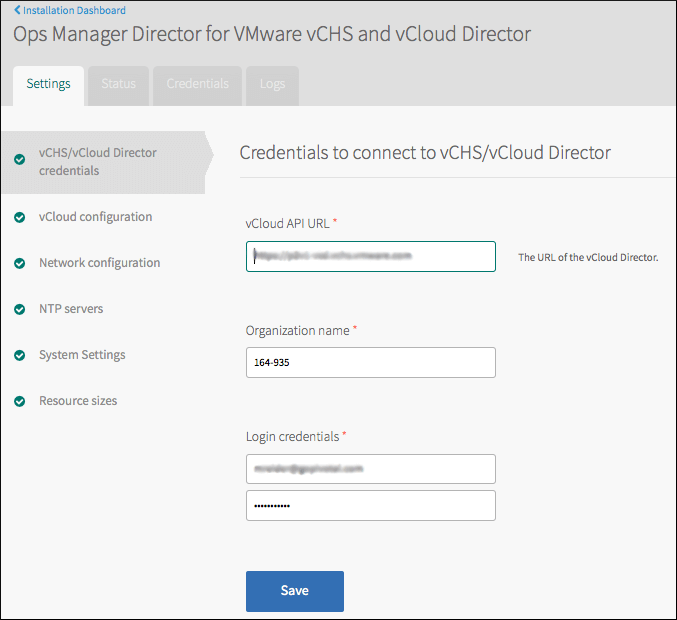 Installation Dashboard
Ops Manager Director for VMware vCHS and vCloud Director
Settings
Status
Credentials
Logs
vCHS/vCloud Director
credentials
vCloud configuration
Network configuration
NTP servers
System Settings
Resource sizes
Credentials to connect to vCHS/vCloud Director
vCloud API URL *
The URL of the vCloud Director.
Organization name *
164-935
Login credentials *
•••••••••••
Save